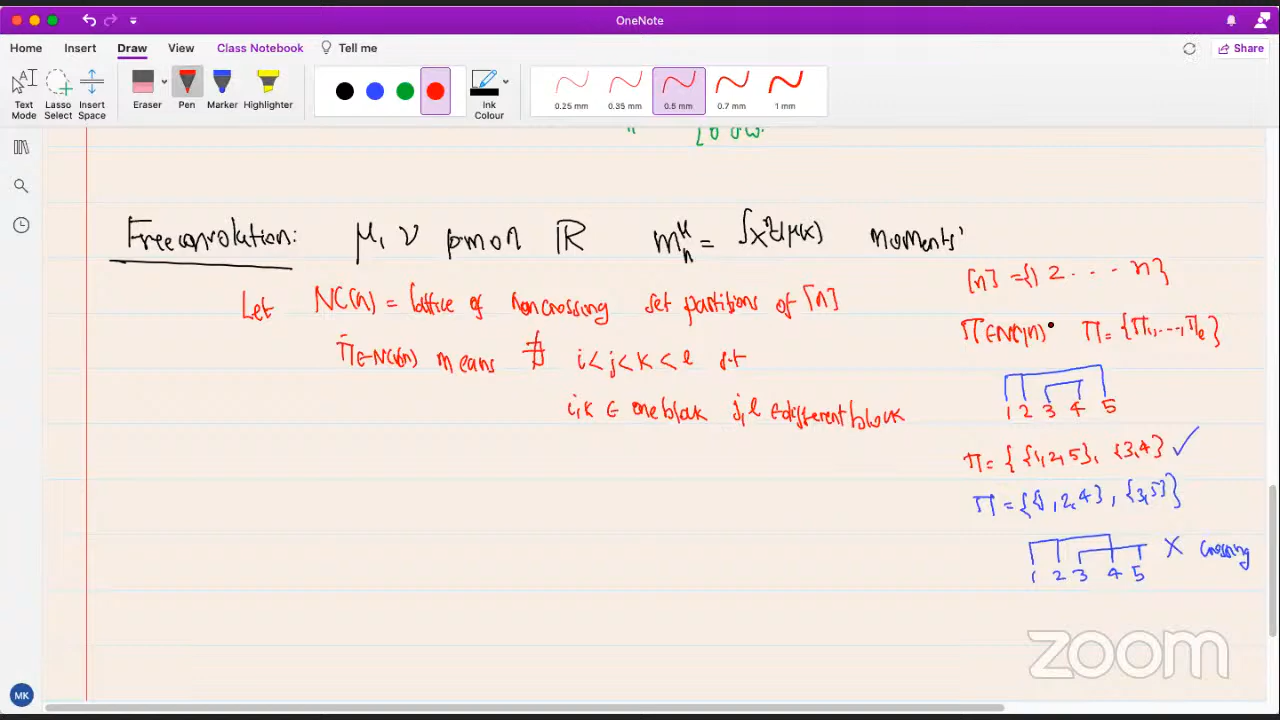 OneNote
Home Insert Draw View Class Notebook Tell me
Share
Text Mode
Lasso Select
Insert Space
Eraser
Pen
Marker
Highlighter
Ink Colour
0.25 mm 0.35 mm 0.5 mm 0.7 mm 1 mm
[0 o.w.
Free convolution: μ, ν pm on ℝ m_n^μ = ∫x^n dμ(x) moments
[n] = {1 2 . . . n}
Let NC(n) = lattice of noncrossing set partitions of [n]
Π ∈ NC(n) Π = {Π_1, ..., Π_l}
Π ∈ NC(n) means ∄ i < j < k < l s.t
1 2 3 4 5
i, k ∈ one block j, l ∈ different block
Π = { {1, 2, 5}, {3, 4} } ✓
Π = { {1, 2, 4}, {3, 5} }
X crossing
1 2 3 4 5
zoom
MK